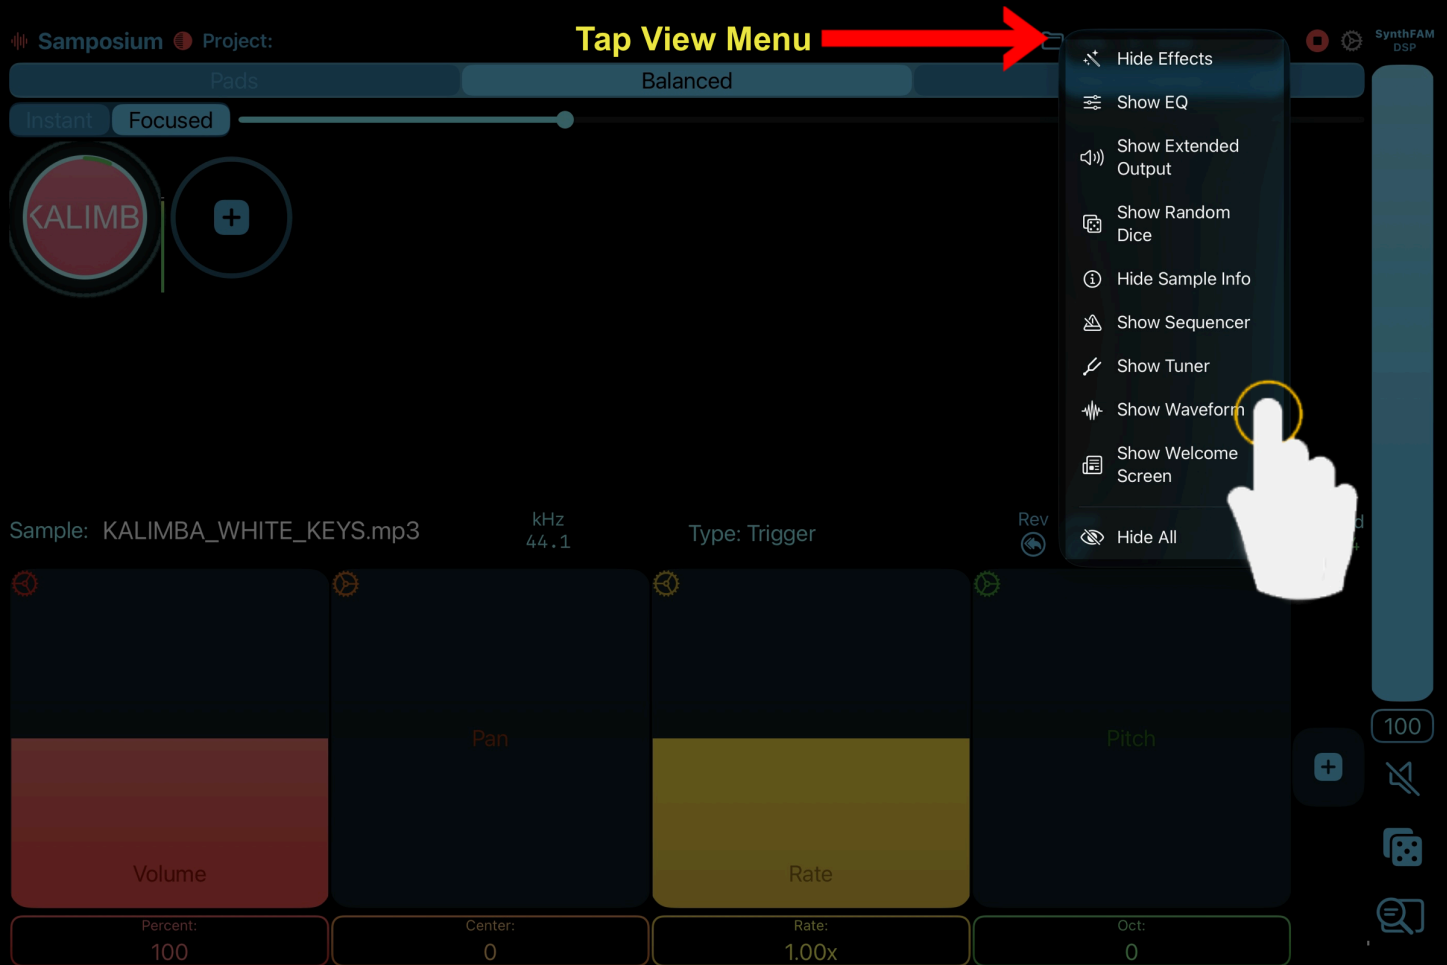 Samposium Project:
Tap View Menu
SynthFAM
DSP
Pads
Balanced
Instant
Focused
KALIMB
Hide Effects
Show EQ
Show Extended
Output
Show Random
Dice
Hide Sample Info
Show Sequencer
Show Tuner
Show Waveform
Show Welcome
Screen
Hide All
Sample: KALIMBA_WHITE_KEYS.mp3
kHz
44.1
Type: Trigger
Rev
Volume
Pan
Rate
Pitch
100
Percent:
100
Center:
0
Rate:
1.00x
Oct:
0